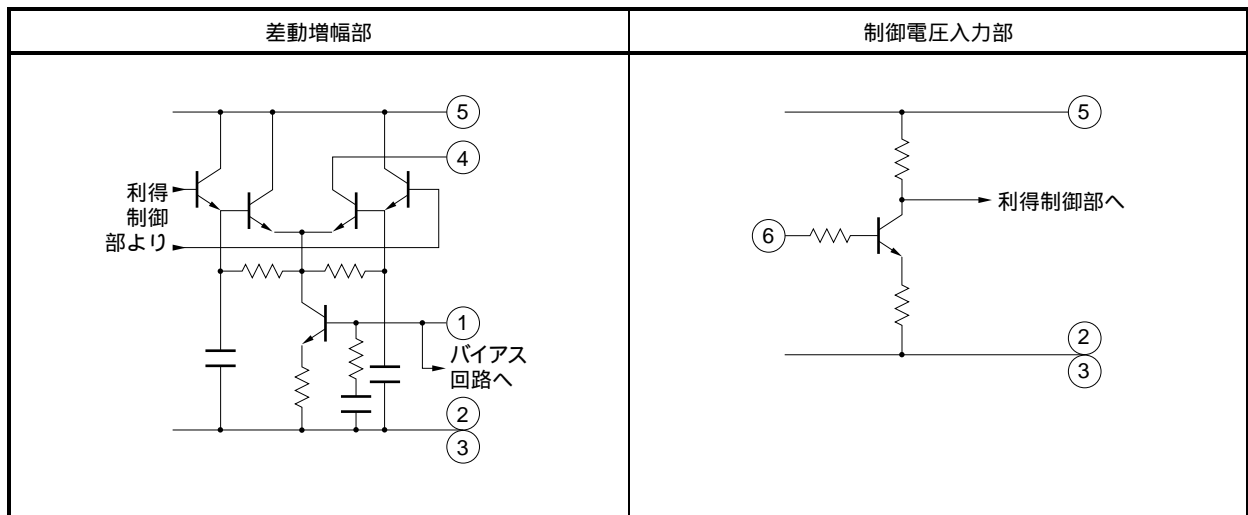 差動増幅部
制御電圧入力部
⑤
④
利得
制御
部より
①
バイアス
回路へ
②
③
⑤
利得制御部へ
⑥
②
③